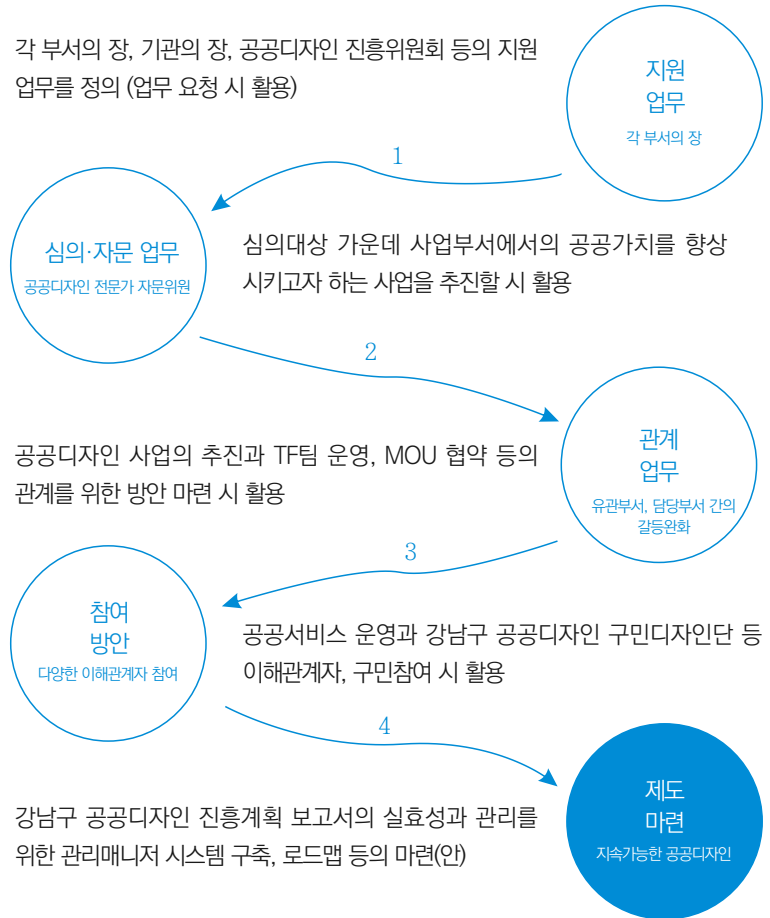 각 부서의 장, 기관의 장, 공공디자인 진흥위원회 등의 지원
업무를 정의 (업무 요청 시 활용)
지원
업무
각 부서의 장
1
심의·자문 업무
공공디자인 전문가 자문위원
심의대상 가운데 사업부서에서의 공공가치를 향상
시키고자 하는 사업을 추진할 시 활용
2
공공디자인 사업의 추진과 TF팀 운영, MOU 협약 등의
관계를 위한 방안 마련 시 활용
관계
업무
유관부서, 담당부서 간의
갈등완화
3
참여
방안
다양한 이해관계자 참여
공공서비스 운영과 강남구 공공디자인 구민디자인단 등
이해관계자, 구민참여 시 활용
4
강남구 공공디자인 진흥계획 보고서의 실효성과 관리를
위한 관리매니저 시스템 구축, 로드맵 등의 마련(안)
제도
마련
지속가능한 공공디자인